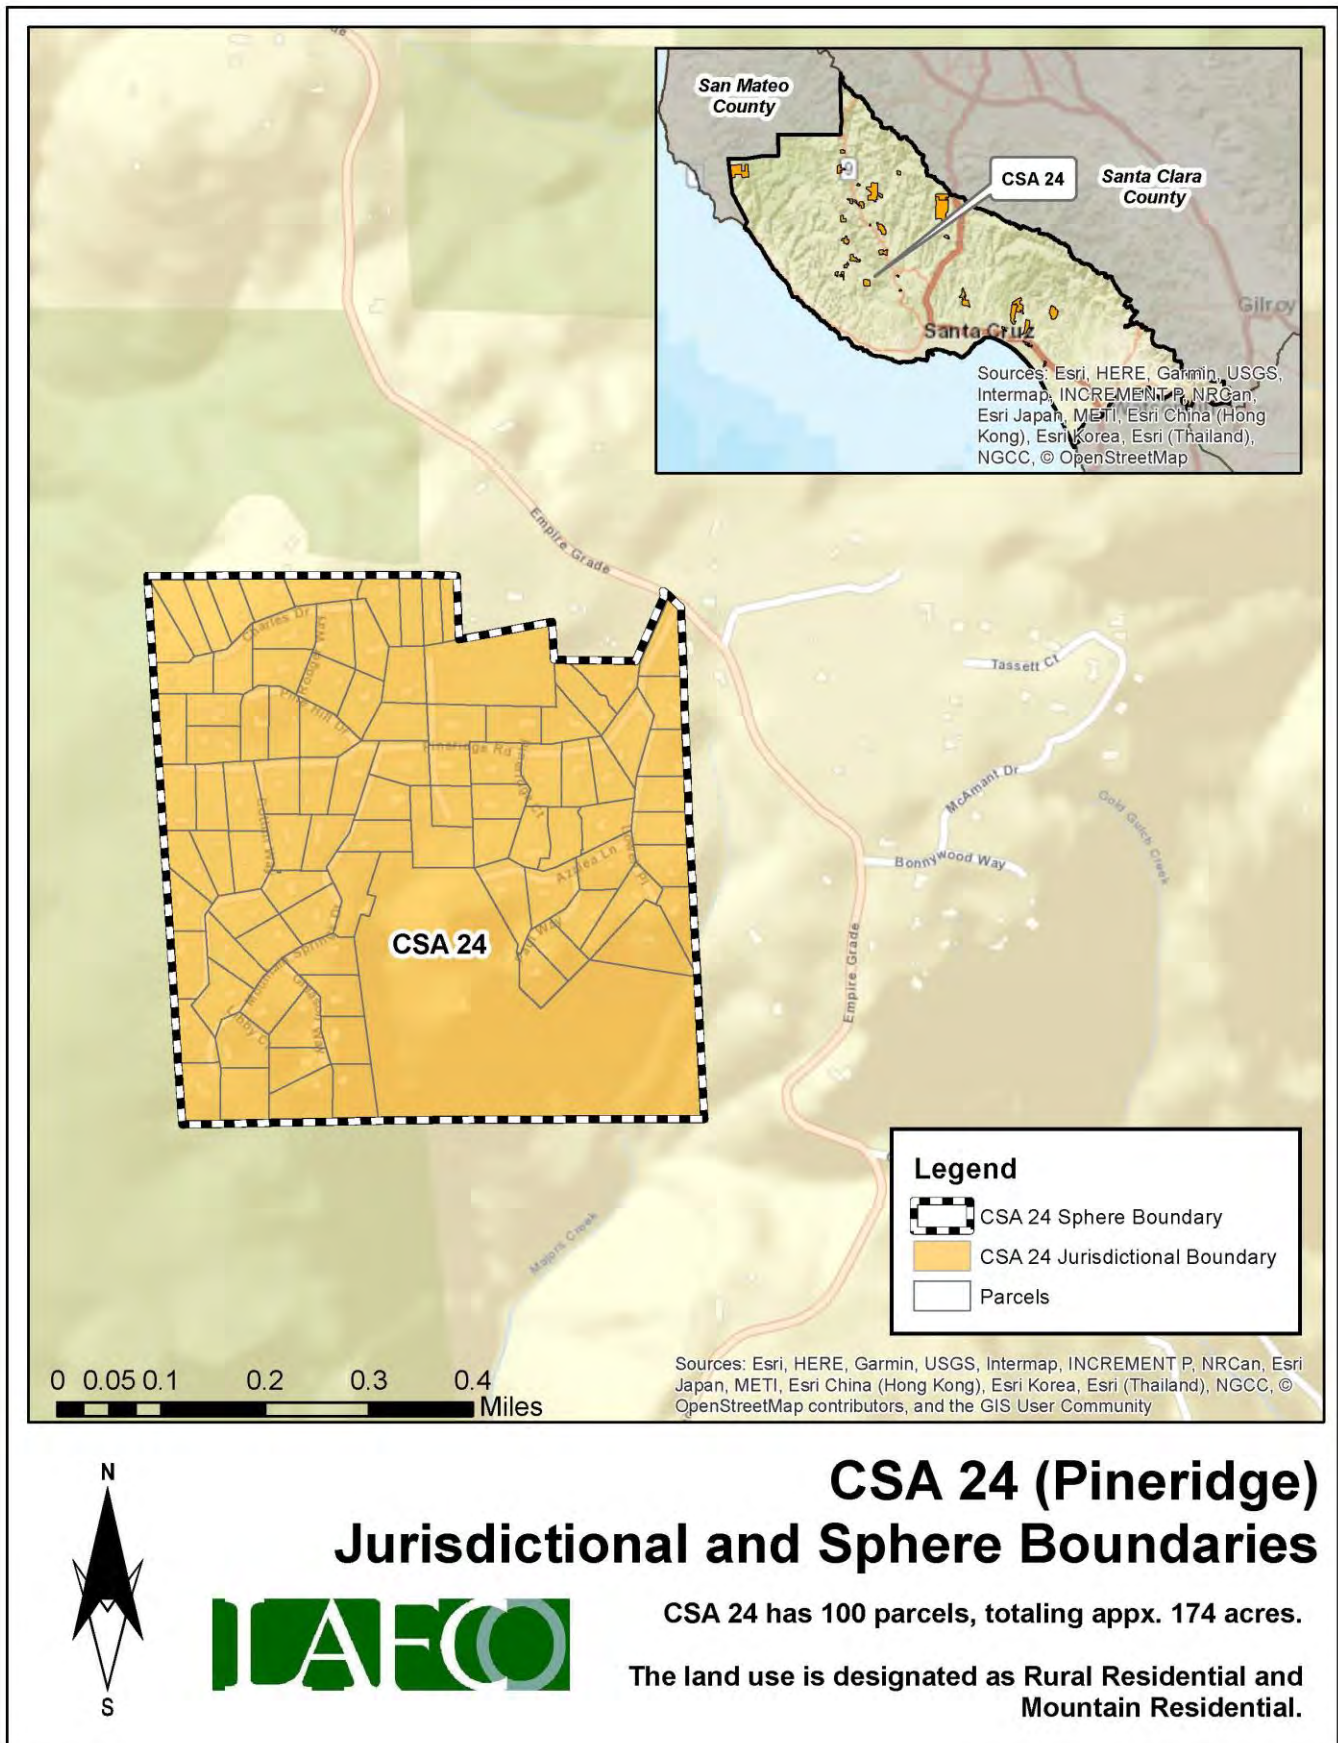 San Mateo
County
9
CSA 24
Santa Clara
County
Gilroy
Santa Cruz
Sources: Esri, HERE, Garmin, USGS,
Intermap, INCREMENT P, NRCan,
Esri Japan, METI, Esri China (Hong
Kong), Esri Korea, Esri (Thailand),
NGCC, © OpenStreetMap
Empire Grade
Charles Dr
Rodger Way
Pine Hill Dr
Pineridge Rd
Tassett Ct
McAmant Dr
Gold Gulch Creek
Bonnywood Way
Azalea Ln
CSA 24
Empire Grade
Libby Ct
Majors Creek
Legend
CSA 24 Sphere Boundary
CSA 24 Jurisdictional Boundary
Parcels
0 0.05 0.1 0.2 0.3 0.4
Miles
Sources: Esri, HERE, Garmin, USGS, Intermap, INCREMENT P, NRCan, Esri
Japan, METI, Esri China (Hong Kong), Esri Korea, Esri (Thailand), NGCC, ©
OpenStreetMap contributors, and the GIS User Community
N
S
CSA 24 (Pineridge)
Jurisdictional and Sphere Boundaries
LAFCO
CSA 24 has 100 parcels, totaling appx. 174 acres.
The land use is designated as Rural Residential and
Mountain Residential.